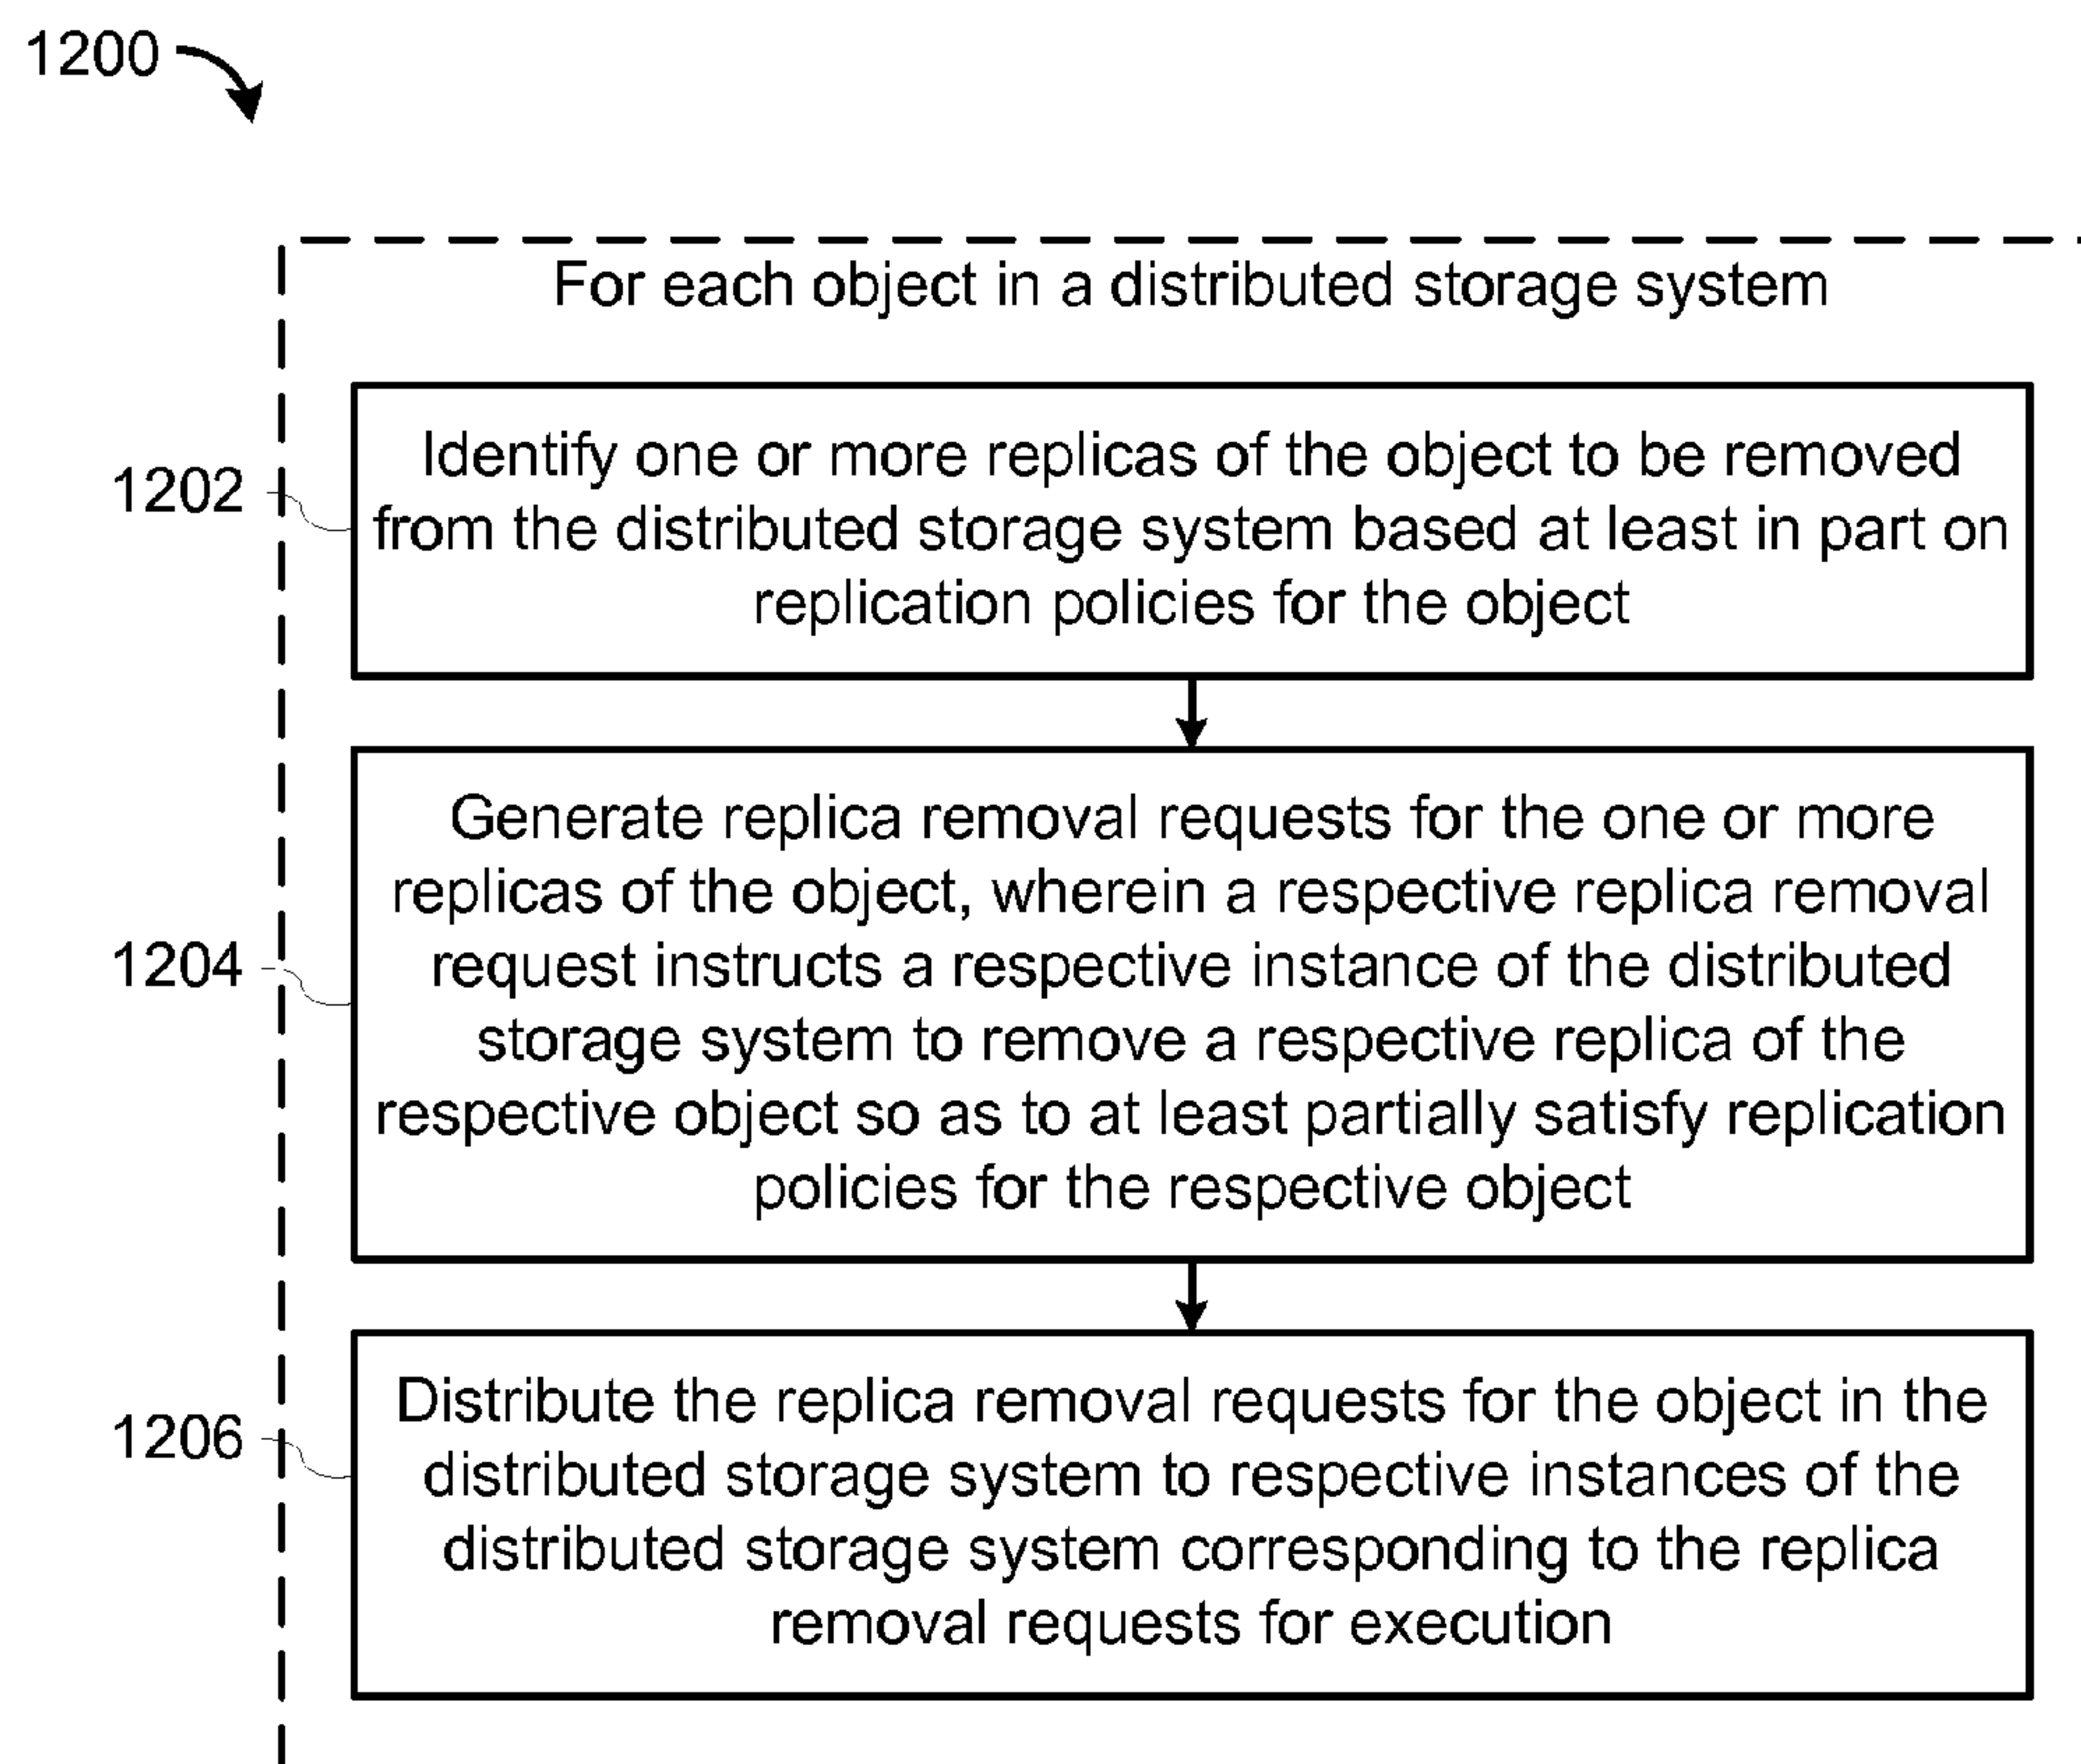 1200
For each object in a distributed storage system
1202
Identify one or more replicas of the object to be removed
from the distributed storage system based at least in part on
replication policies for the object
1204
Generate replica removal requests for the one or more
replicas of the object, wherein a respective replica removal
request instructs a respective instance of the distributed
storage system to remove a respective replica of the
respective object so as to at least partially satisfy replication
policies for the respective object
1206
Distribute the replica removal requests for the object in the
distributed storage system to respective instances of the
distributed storage system corresponding to the replica
removal requests for execution